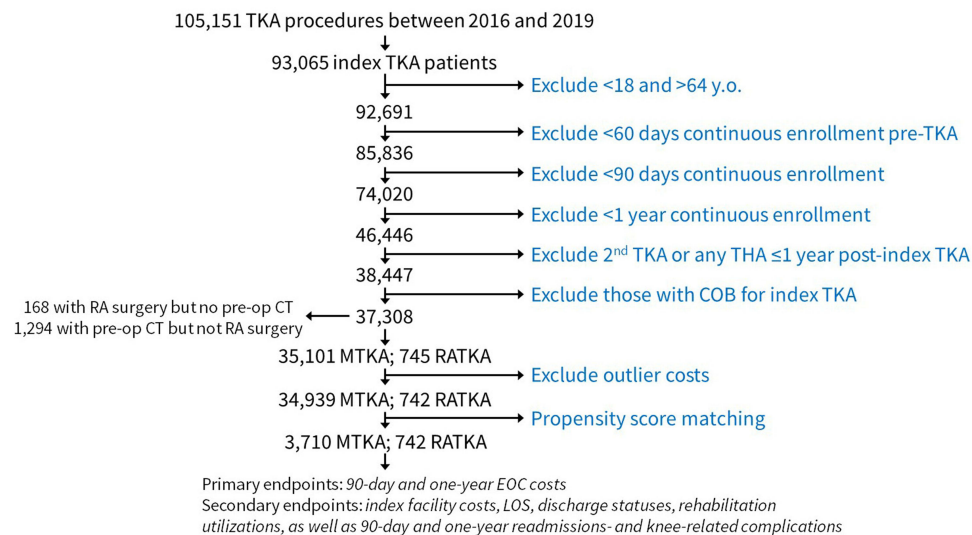 105,151 TKA procedures between 2016 and 2019
93,065 index TKA patients
Exclude <18 and >64 y.o.
92,691
Exclude <60 days continuous enrollment pre-TKA
85,836
Exclude <90 days continuous enrollment
74,020
Exclude <1 year continuous enrollment
46,446
Exclude 2nd TKA or any THA ≤1 year post-index TKA
38,447
Exclude those with COB for index TKA
168 with RA surgery but no pre-op CT
1,294 with pre-op CT but not RA surgery
37,308
35,101 MTKA; 745 RATKA
Exclude outlier costs
34,939 MTKA; 742 RATKA
Propensity score matching
3,710 MTKA; 742 RATKA
Primary endpoints: 90-day and one-year EOC costs
Secondary endpoints: index facility costs, LOS, discharge statuses, rehabilitation
utilizations, as well as 90-day and one-year readmissions- and knee-related complications